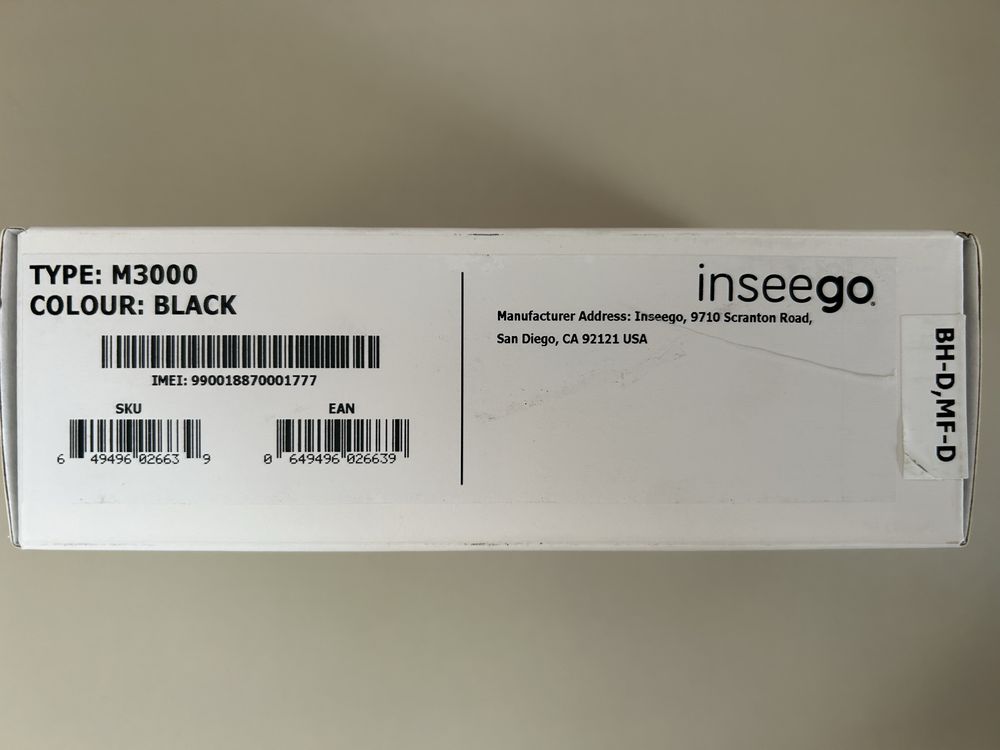 TYPE: M3000
COLOUR: BLACK
IMEI: 990018870001777
SKU
6 49496 02663 9
EAN
0 649496 026639
inseego.
Manufacturer Address: Inseego, 9710 Scranton Road,
San Diego, CA 92121 USA
BH-D,MF-D